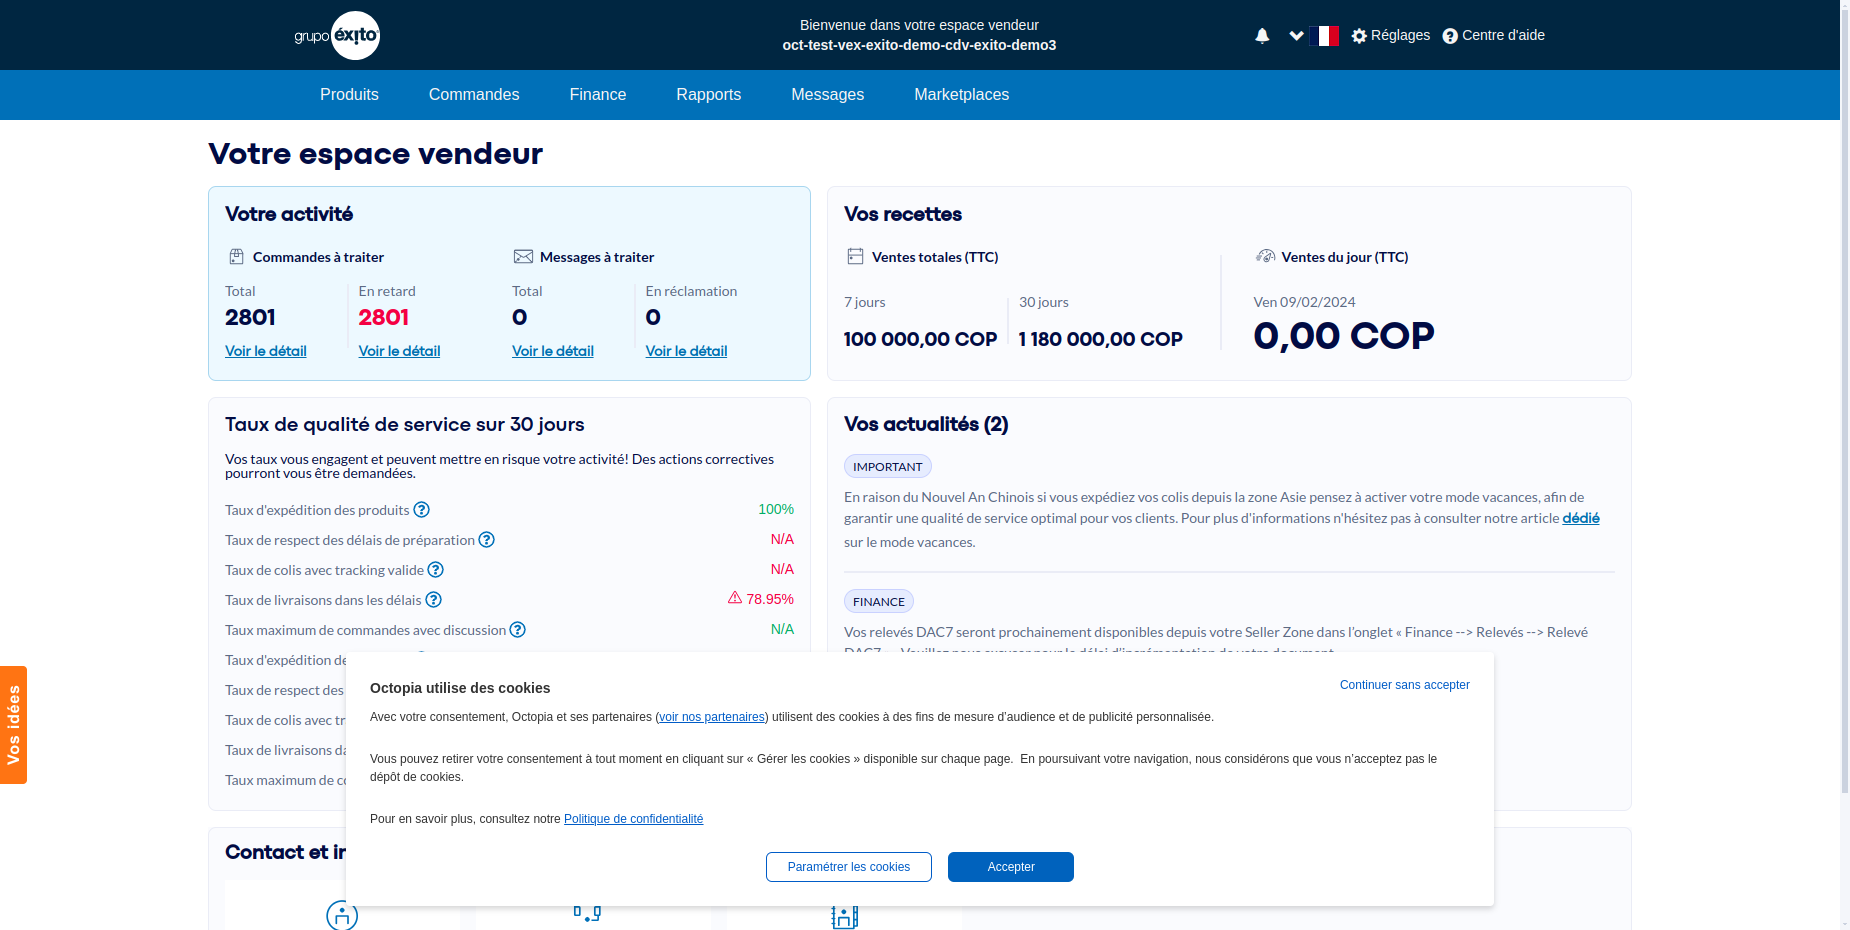 grupo éxito
Bienvenue dans votre espace vendeur
oct-test-vex-exito-demo-cdv-exito-demo3
Réglages
Centre d'aide
Produits
Commandes
Finance
Rapports
Messages
Marketplaces
Votre espace vendeur
Votre activité
Commandes à traiter
Messages à traiter
Total
En retard
Total
En réclamation
2801
2801
0
0
Voir le détail
Voir le détail
Voir le détail
Voir le détail
Vos recettes
Ventes totales (TTC)
Ventes du jour (TTC)
7 jours
30 jours
Ven 09/02/2024
100 000,00 COP
1 180 000,00 COP
0,00 COP
Taux de qualité de service sur 30 jours
Vos taux vous engagent et peuvent mettre en risque votre activité! Des actions correctives
pourront vous être demandées.
Taux d'expédition des produits
100%
Taux de respect des délais de préparation
N/A
Taux de colis avec tracking valide
N/A
Taux de livraisons dans les délais
78.95%
Taux maximum de commandes avec discussion
N/A
Taux d'expédition de
Taux de respect des
Taux de colis avec tr
Taux de livraisons da
Taux maximum de co
Vos actualités (2)
IMPORTANT
En raison du Nouvel An Chinois si vous expédiez vos colis depuis la zone Asie pensez à activer votre mode vacances, afin de
garantir une qualité de service optimal pour vos clients. Pour plus d'informations n'hésitez pas à consulter notre article dédié
sur le mode vacances.
FINANCE
Vos relevés DAC7 seront prochainement disponibles depuis votre Seller Zone dans l'onglet « Finance --> Relevés --> Relevé
Vos idées
Octopia utilise des cookies
Continuer sans accepter
Avec votre consentement, Octopia et ses partenaires (voir nos partenaires) utilisent des cookies à des fins de mesure d'audience et de publicité personnalisée.
Vous pouvez retirer votre consentement à tout moment en cliquant sur « Gérer les cookies » disponible sur chaque page.  En poursuivant votre navigation, nous considérons que vous n'acceptez pas le
dépôt de cookies.
Pour en savoir plus, consultez notre Politique de confidentialité
Paramétrer les cookies
Accepter
Contact et in